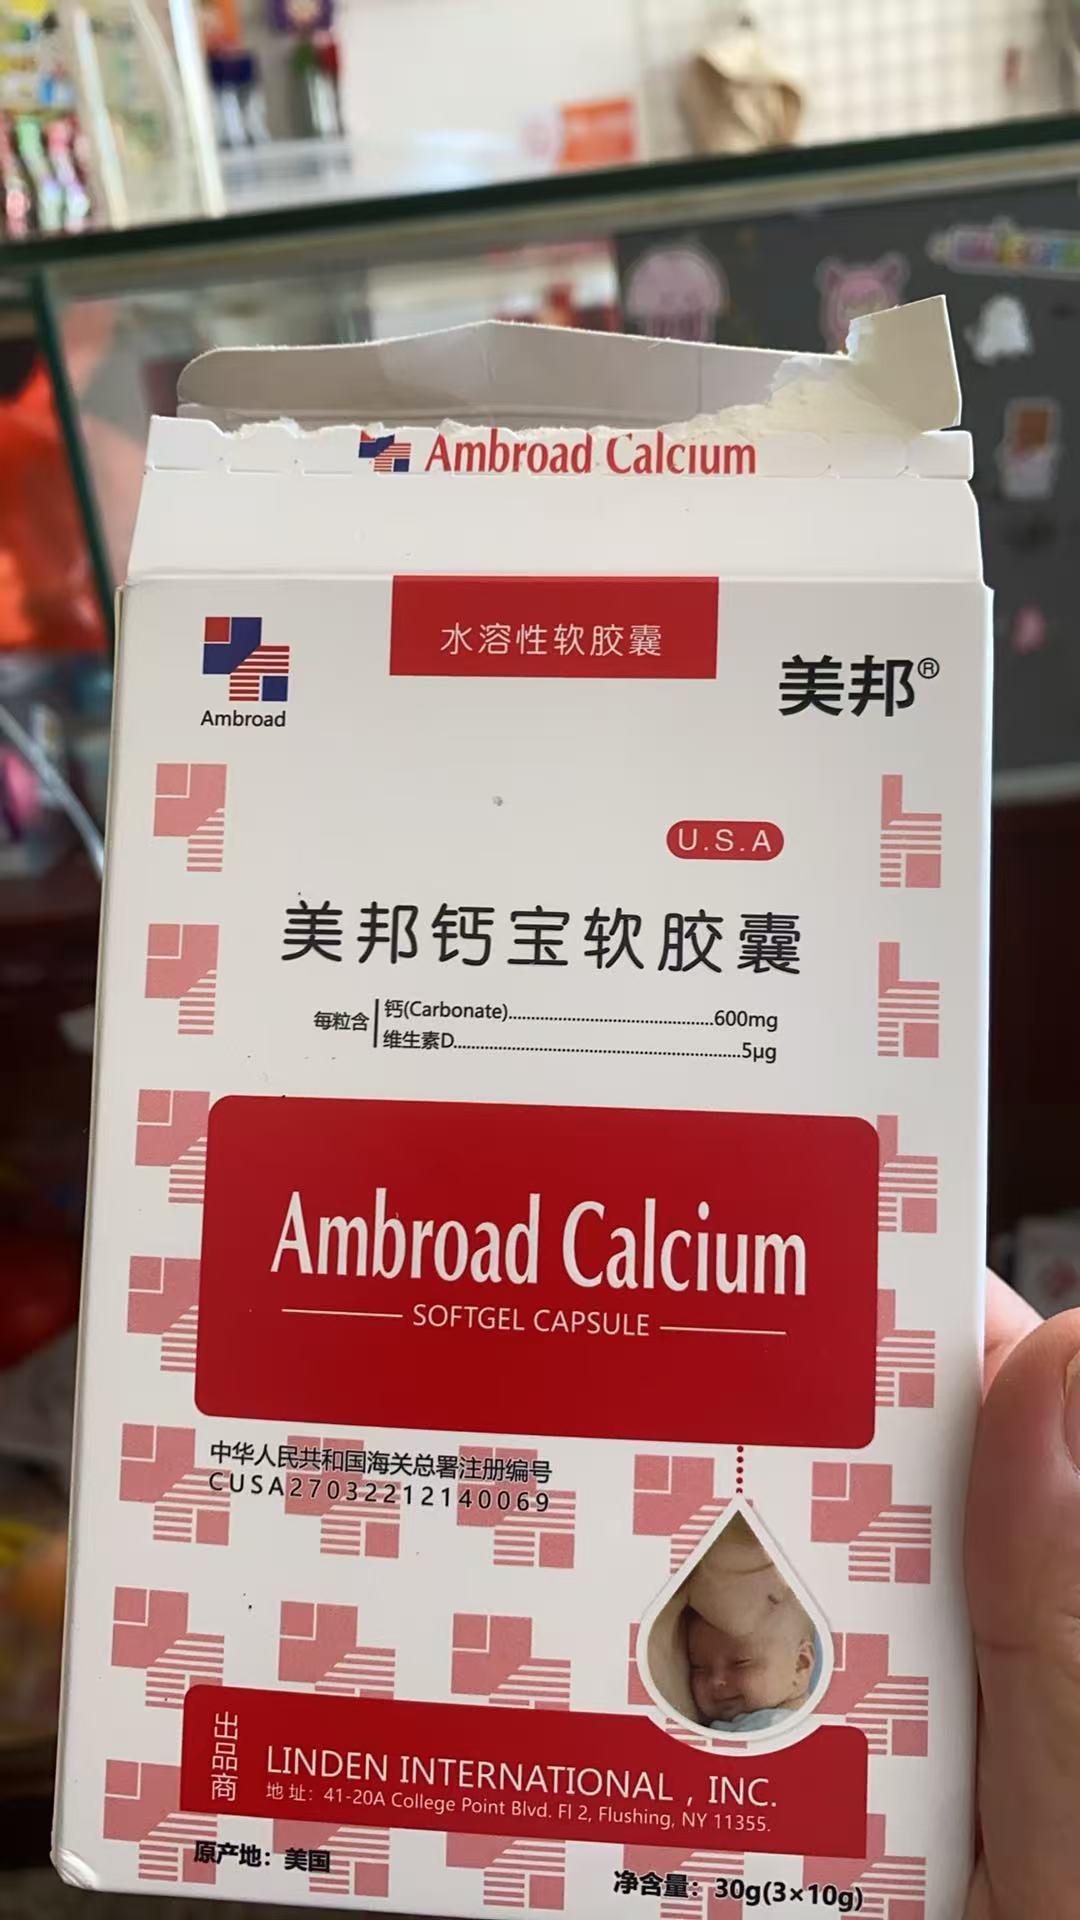 Ambroad Calcium
水溶性软胶囊
Ambroad
美邦®
U.S.A
美邦钙宝软胶囊
每粒含
钙(Carbonate)............................................600mg
维生素D..............................................................5μg
Ambroad Calcium
SOFTGEL CAPSULE
中华人民共和国海关总署注册编号
CUSA27032212140069
出品商
LINDEN INTERNATIONAL , INC.
地 址：41-20A College Point Blvd. Fl 2, Flushing, NY 11355.
原产地：美国
净含量：30g(3×10g)